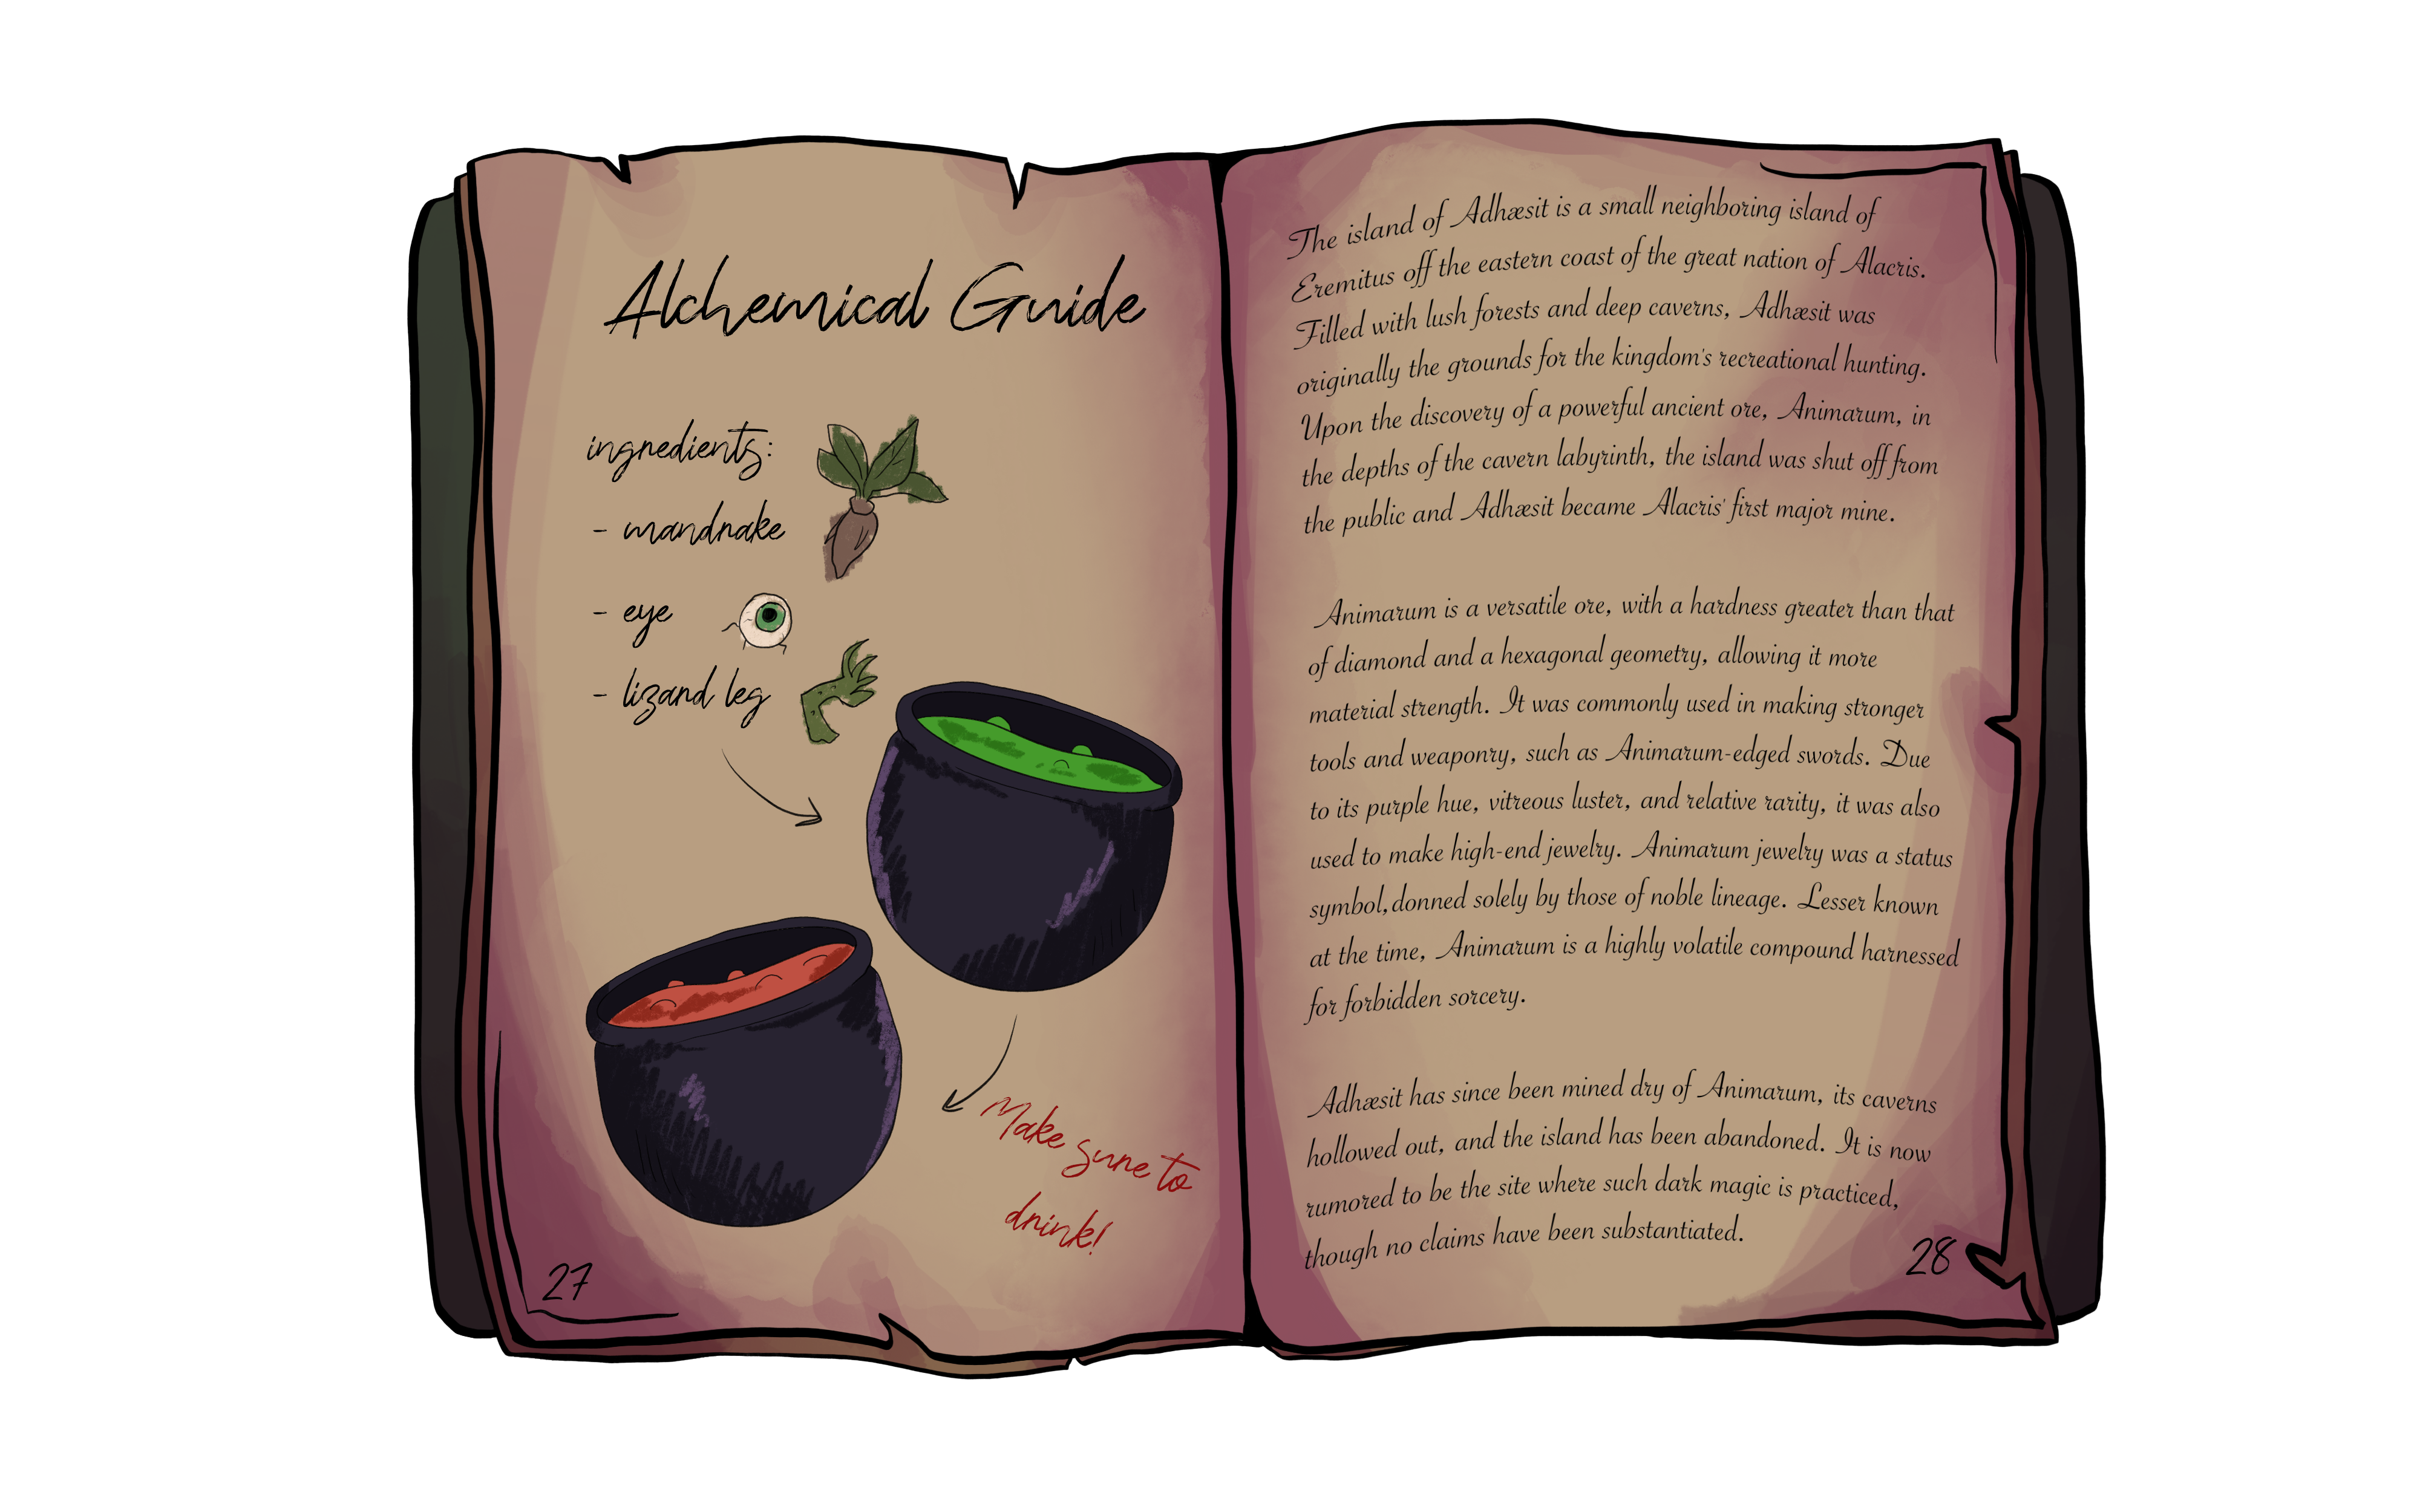 Alchemical Guide
ingredients:
- mandrake
- eye
- lizard leg
Make sure to
drink!
27
The island of Adhæsit is a small neighboring island of
Eremitus off the eastern coast of the great nation of Alacris.
Filled with lush forests and deep caverns, Adhæsit was
originally the grounds for the kingdom's recreational hunting.
Upon the discovery of a powerful ancient ore, Animarum, in
the depths of the cavern labyrinth, the island was shut off from
the public and Adhæsit became Alacris' first major mine.
Animarum is a versatile ore, with a hardness greater than that
of diamond and a hexagonal geometry, allowing it more
material strength. It was commonly used in making stronger
tools and weaponry, such as Animarum-edged swords. Due
to its purple hue, vitreous luster, and relative rarity, it was also
used to make high-end jewelry. Animarum jewelry was a status
symbol, donned solely by those of noble lineage. Lesser known
at the time, Animarum is a highly volatile compound harnessed
for forbidden sorcery.
Adhæsit has since been mined dry of Animarum, its caverns
hollowed out, and the island has been abandoned. It is now
rumored to be the site where such dark magic is practiced,
though no claims have been substantiated.
28